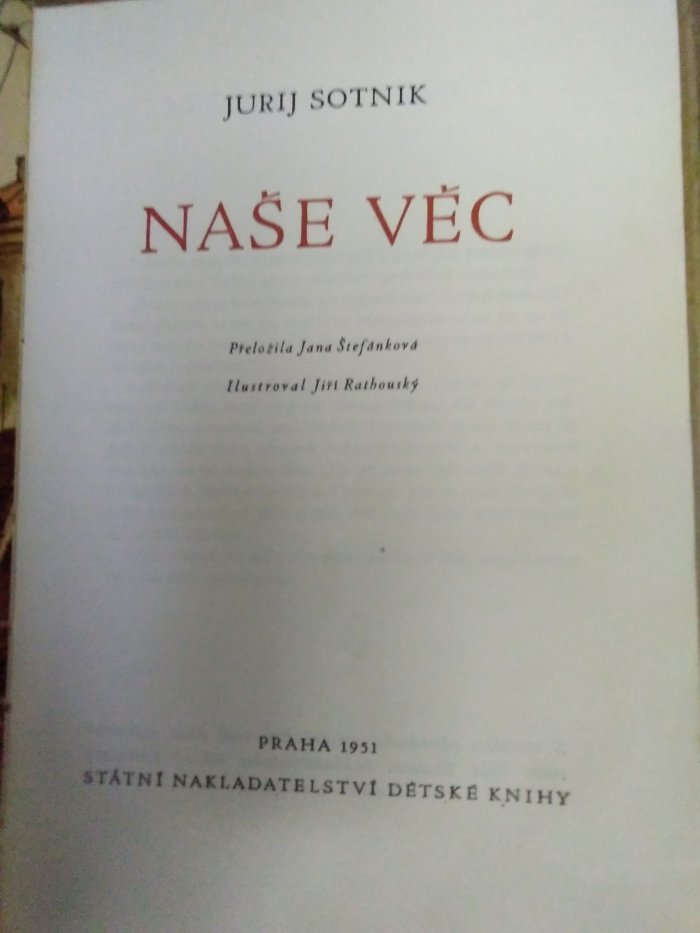 JURIJ SOTNIK
NAŠE VĚC
Přeložila Jana Štefánková
Ilustroval Jiří Rathouský
PRAHA 1951
STÁTNÍ NAKLADATELSTVÍ DĚTSKÉ KNIHY